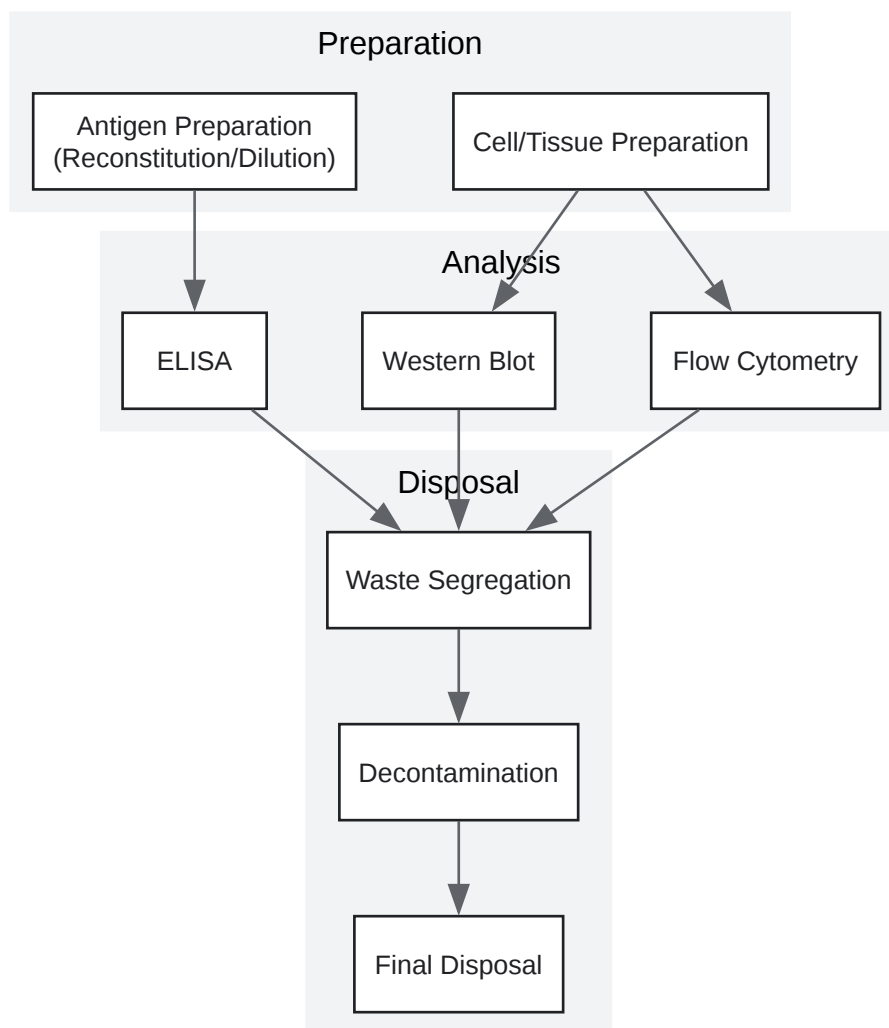 Preparation
Antigen Preparation
(Reconstitution/Dilution)
Cell/Tissue Preparation
Analysis
ELISA
Western Blot
Flow Cytometry
Disposal
Waste Segregation
Decontamination
Final Disposal